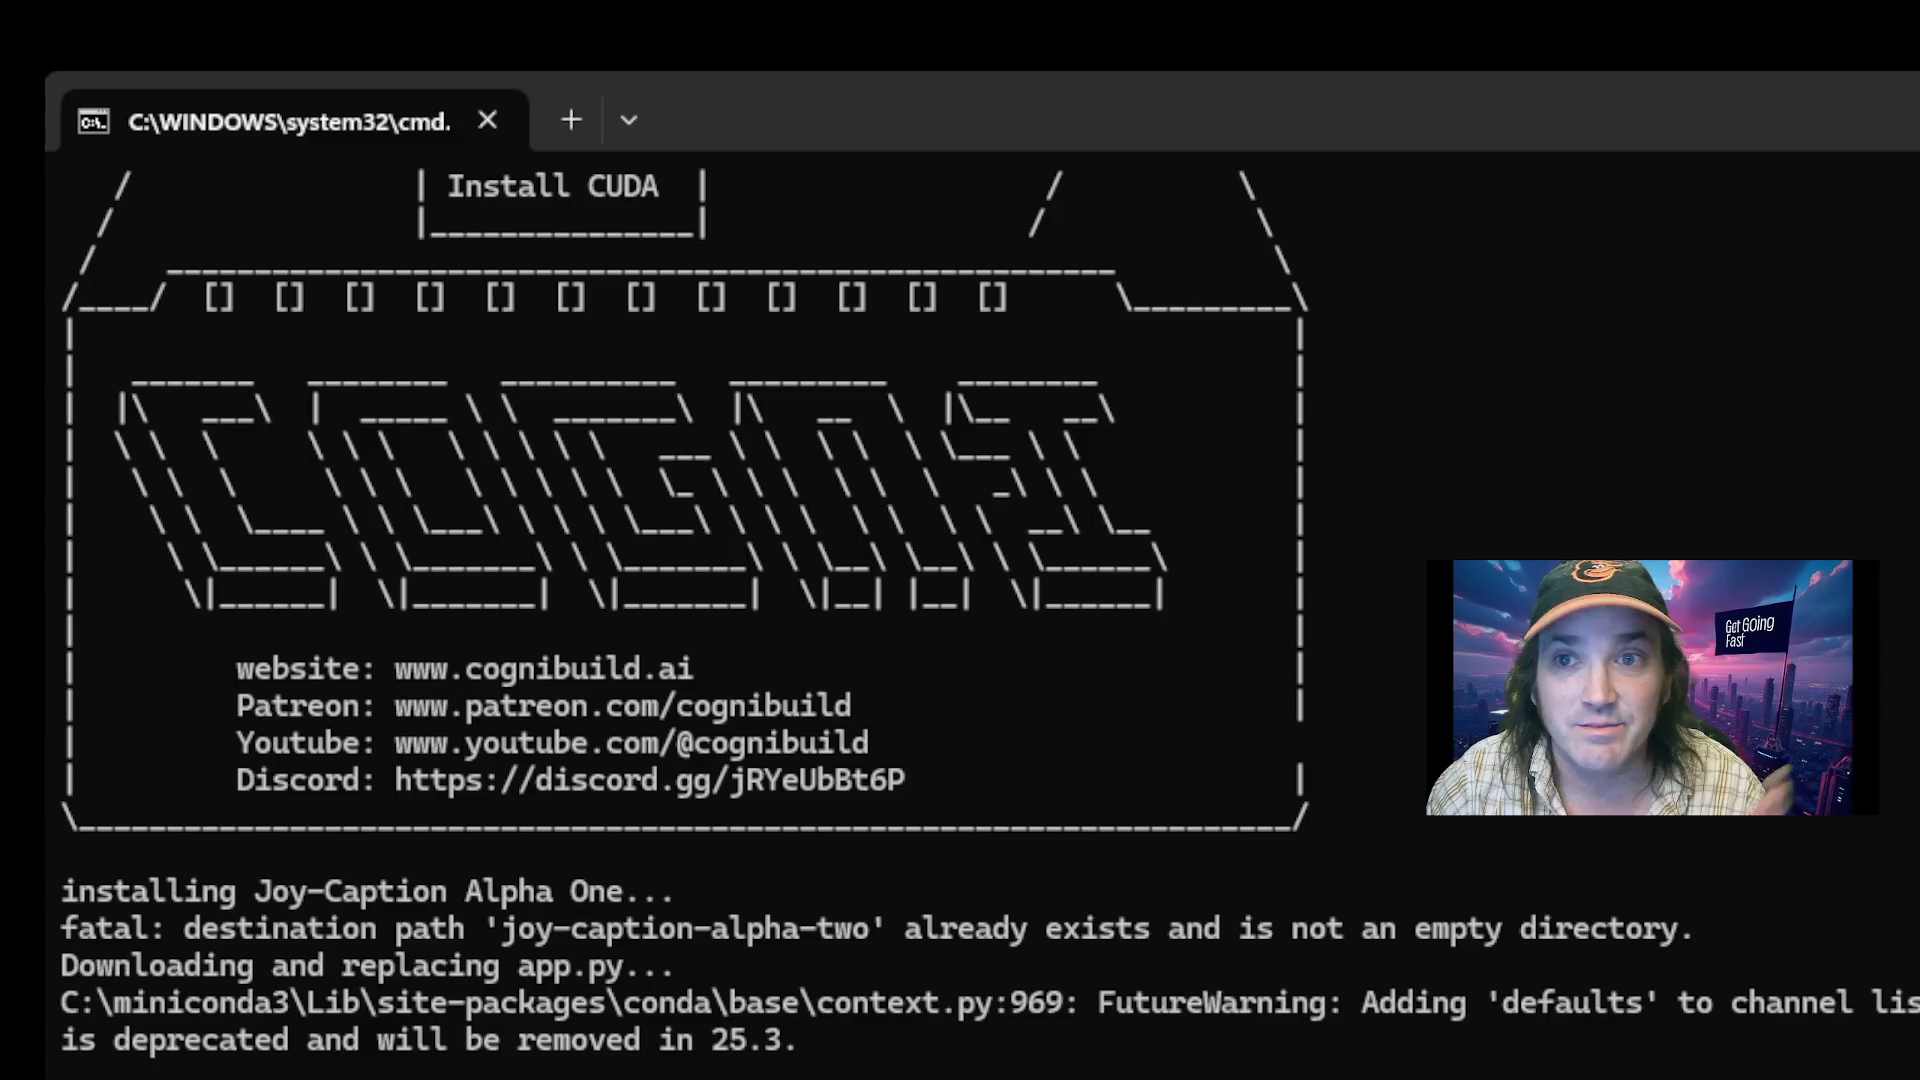 C:\WINDOWS\system32\cmd.
Install CUDA
COGNI
website: www.cognibuild.ai
Patreon: www.patreon.com/cognibuild
Youtube: www.youtube.com/@cognibuild
Discord: https://discord.gg/jRYeUbBt6P
Get Going
Fast
installing Joy-Caption Alpha One...
fatal: destination path 'joy-caption-alpha-two' already exists and is not an empty directory.
Downloading and replacing app.py...
C:\miniconda3\Lib\site-packages\conda\base\context.py:969: FutureWarning: Adding 'defaults' to channel lis
is deprecated and will be removed in 25.3.